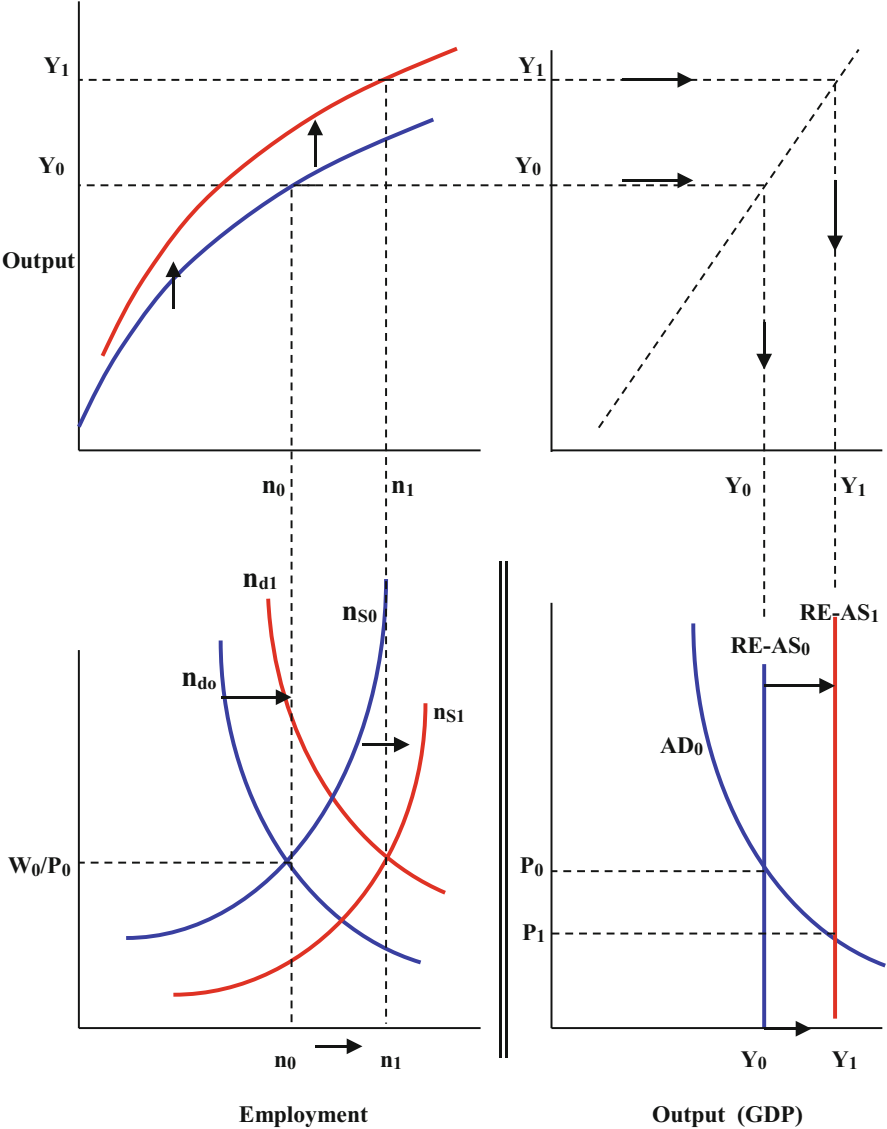 Y1
Y1
Y0
Y0
Output
n0
n1
Y0
Y1
nd1
nS0
RE-AS1
RE-AS0
ndo
nS1
AD0
W0/P0
P0
P1
n0
n1
Y0
Y1
Employment
Output (GDP)